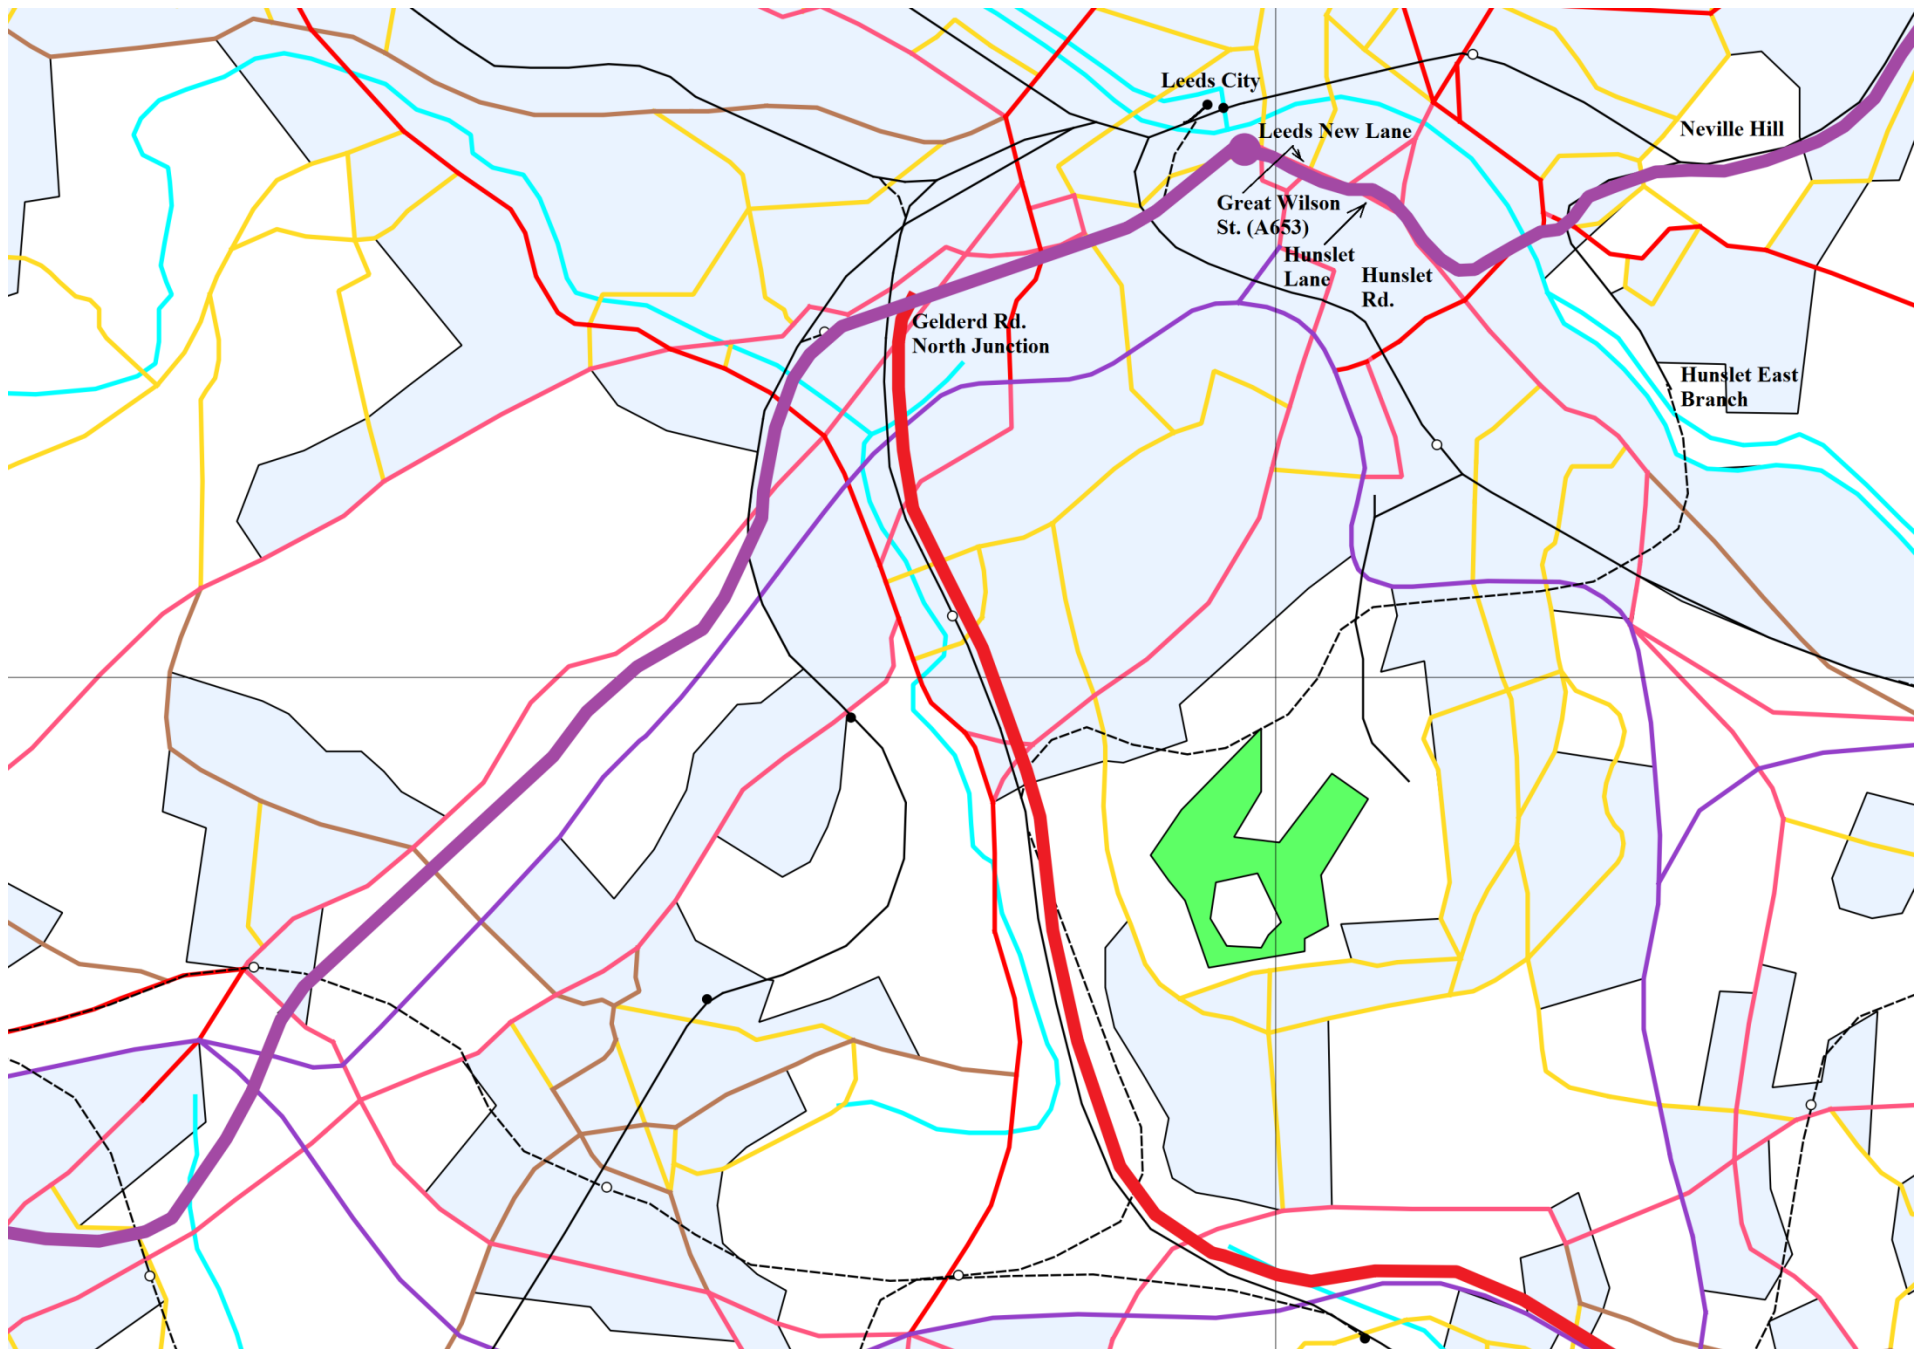 Leeds City
Leeds New Lane
Neville Hill
Great Wilson
St. (A653)
Hunslet
Lane
Hunslet
Rd.
Gelderd Rd.
North Junction
Hunslet East
Branch